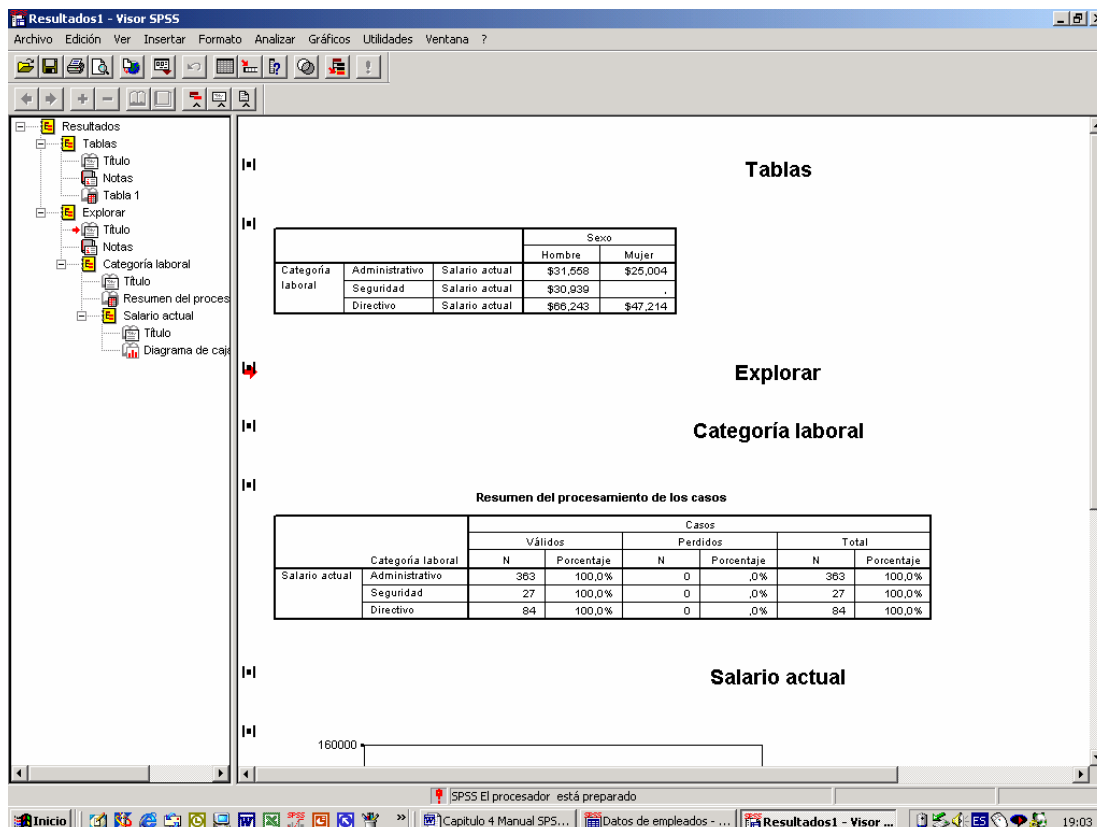 Resultados1 - Visor SPSS
Archivo Edición Ver Insertar Formato Analizar Gráficos Utilidades Ventana ?
Resultados
Tablas
Título
Notas
Tabla 1
Explorar
Título
Notas
Categoría laboral
Título
Resumen del proces
Salario actual
Título
Diagrama de caja
Tablas
Sexo
Hombre Mujer
Categoría laboral Administrativo Salario actual $31,558 $25,004
Seguridad Salario actual $30,939 .
Directivo Salario actual $66,243 $47,214
Explorar
Categoría laboral
Resumen del procesamiento de los casos
Casos
Válidos Perdidos Total
Categoría laboral N Porcentaje N Porcentaje N Porcentaje
Salario actual Administrativo 363 100,0% 0 ,0% 363 100,0%
Seguridad 27 100,0% 0 ,0% 27 100,0%
Directivo 84 100,0% 0 ,0% 84 100,0%
Salario actual
160000
SPSS El procesador está preparado
Inicio » Capitulo 4 Manual SPS... Datos de empleados - ... Resultados1 - Visor ... ES 19:03